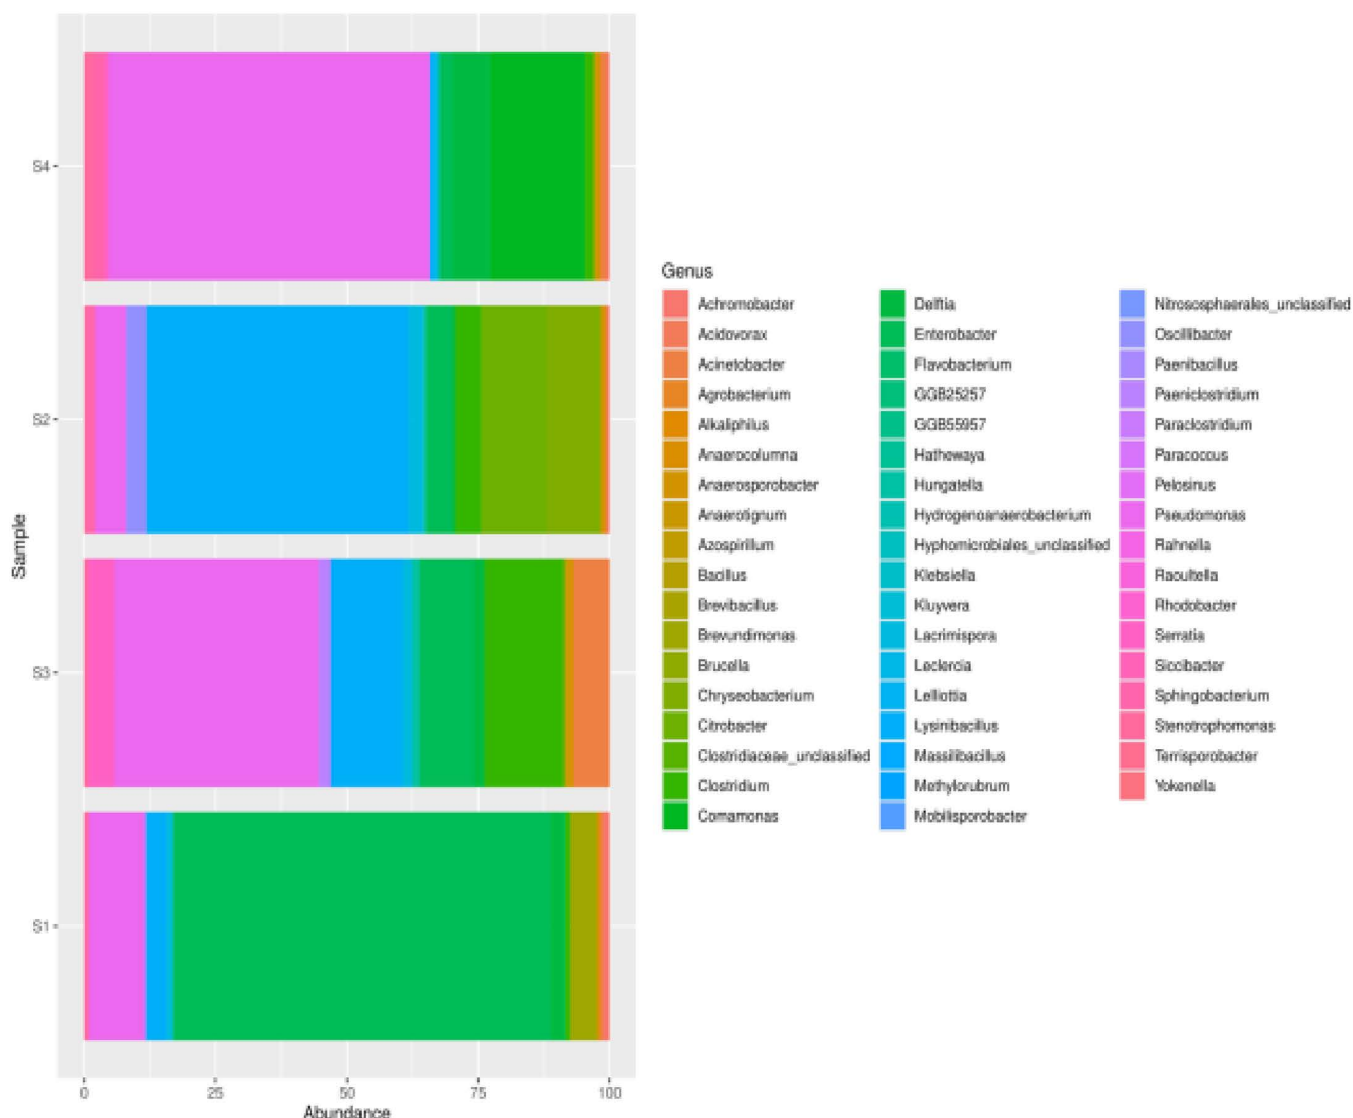 Sample
S4
S2
S3
S1
0 25 50 75 100
Abundance
Genus
Achromobacter
Acidovorax
Acinetobacter
Agrobacterium
Alkaliphilus
Anaerocolumna
Anaerosporobacter
Anaerotignum
Azospirillum
Bacillus
Brevibacillus
Brevundimonas
Brucella
Chryseobacterium
Citrobacter
Clostridiaceae_unclassified
Clostridium
Comamonas
Delftia
Enterobacter
Flavobacterium
GGB25257
GGB55957
Hathewaya
Hungatella
Hydrogenoanaerobacterium
Hyphomicrobiales_unclassified
Klebsiella
Kluyvera
Lacrimispora
Leclercia
Lelliottia
Lysinibacillus
Massilibacillus
Methylorubrum
Mobilisporobacter
Nitrososphaerales_unclassified
Oscillibacter
Paenibacillus
Paeniclostridium
Paraclostridium
Paracoccus
Pelosinus
Pseudomonas
Rahnella
Raoultella
Rhodobacter
Serratia
Siccibacter
Sphingobacterium
Stenotrophomonas
Terrisporobacter
Yokenella